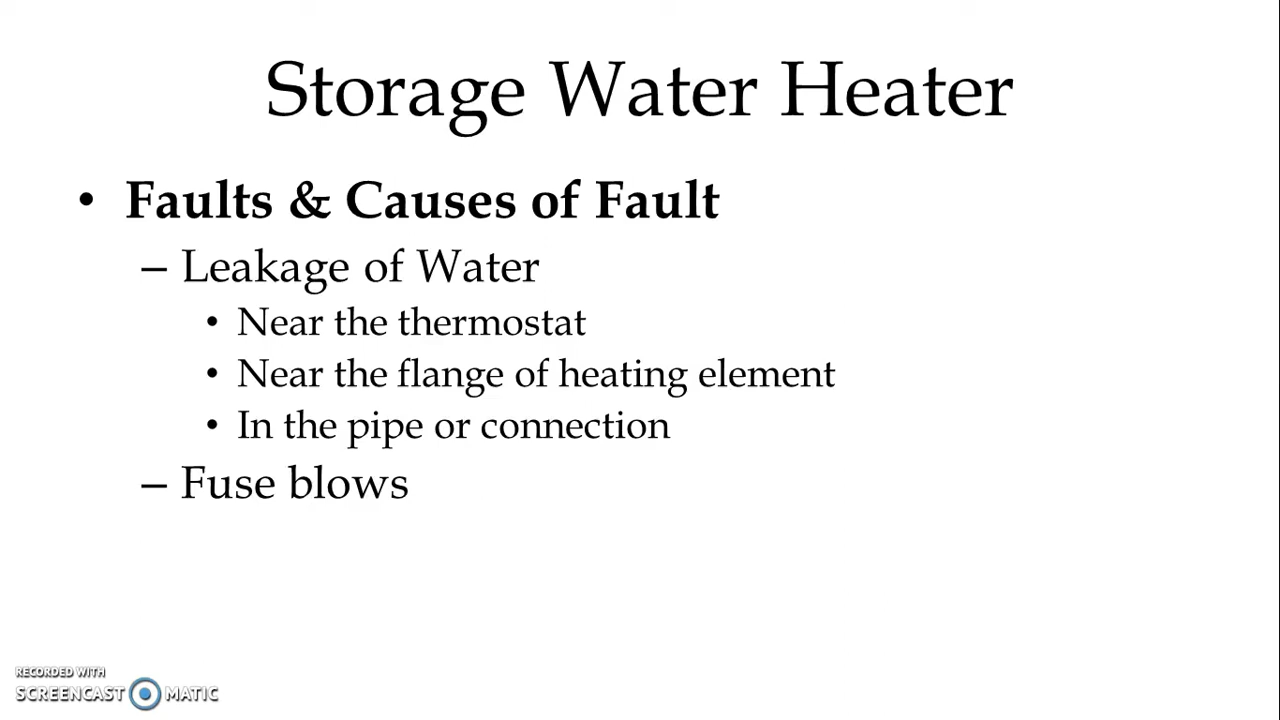 Storage Water Heater
• Faults & Causes of Fault
– Leakage of Water
• Near the thermostat
• Near the flange of heating element
• In the pipe or connection
– Fuse blows
RECORDED WITH
SCREENCAST MATIC